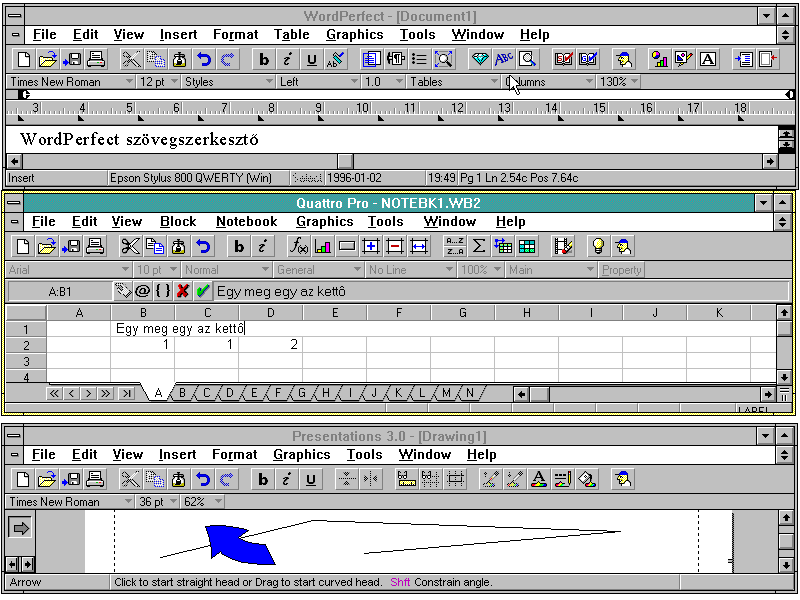 WordPerfect - [Document1]
File Edit View Insert Format Table Graphics Tools Window Help
b i u ABC A
Times New Roman 12 pt Styles Left 1.0 Tables Columns 130%
3 4 5 6 7 8 9 10 11 12 13 14 15 16 17 18
WordPerfect szövegszerkesztő
Insert Epson Stylus 800 QWERTY (Win) Select 1996-01-02 19:49 Pg 1 Ln 2.54c Pos 7.64c
Quattro Pro - NOTEBK1.WB2
File Edit View Block Notebook Graphics Tools Window Help
b i f(x) A...Z Z...A Σ
Arial 10 pt Normal General No Line 100% Main Property
A:B1 @ { } Egy meg egy az kettô
A B C D E F G H I J K
1 Egy meg egy az kettô
2 1 1 2
3
4
A B C D E F G H I J K L M N
LABEL
Presentations 3.0 - [Drawing1]
File Edit View Insert Format Graphics Tools Window Help
b i u A
Times New Roman 36 pt 62%
Arrow Click to start straight head or Drag to start curved head. Shft Constrain angle.